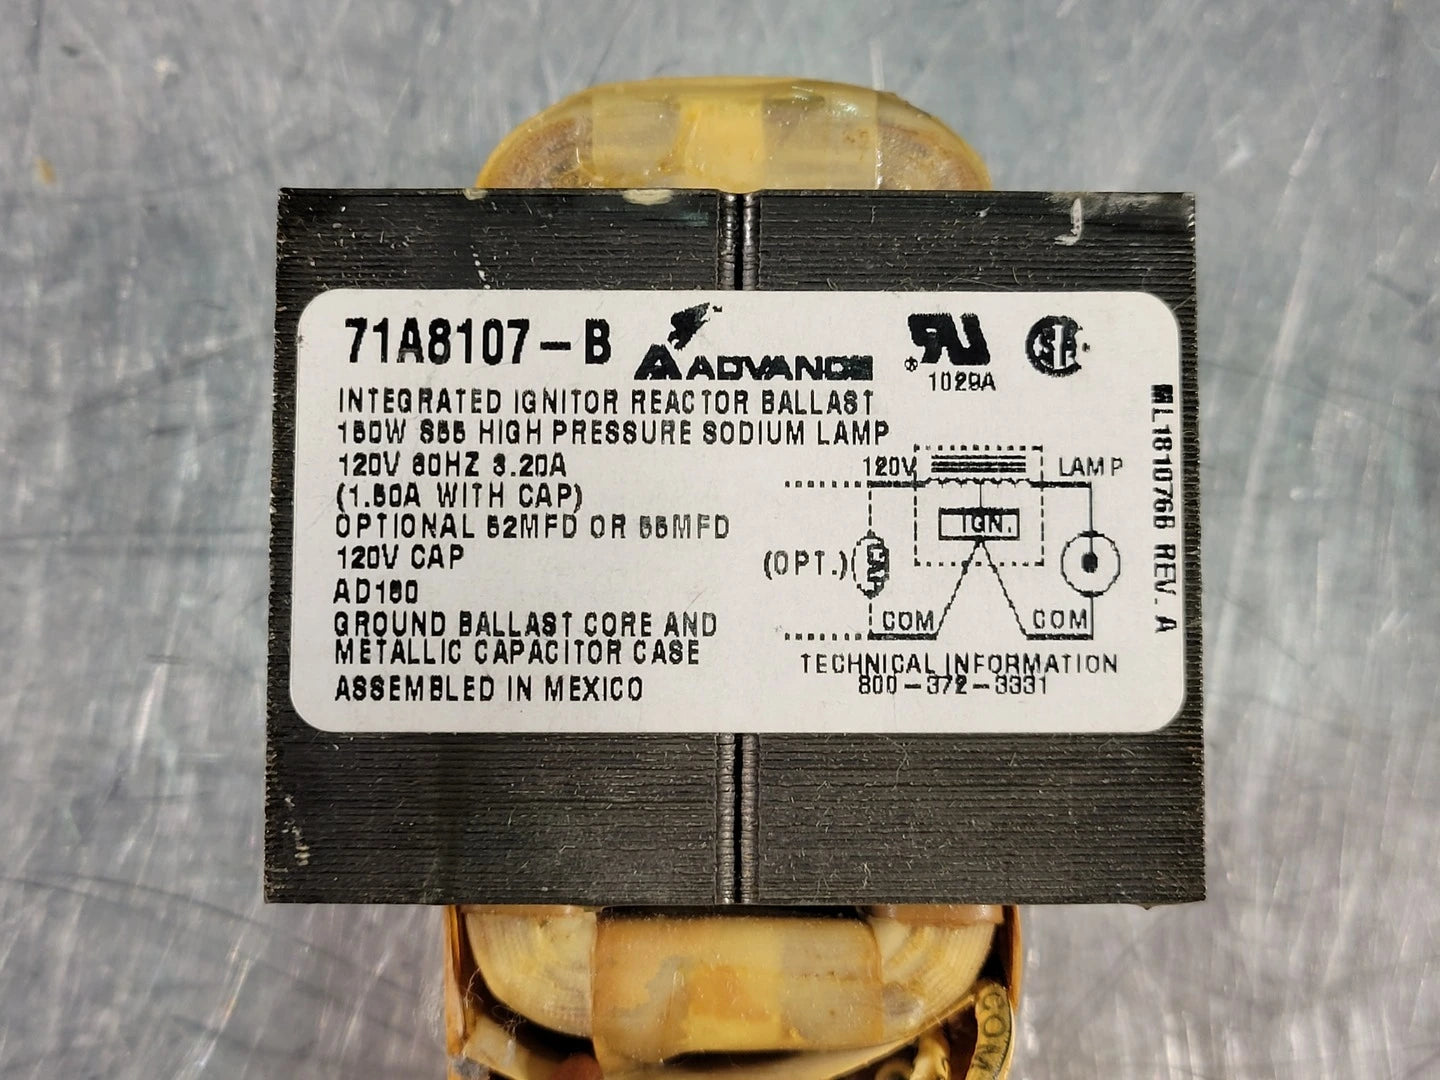 71A8107-B ADVANCE
1029A
INTEGRATED IGNITOR REACTOR BALLAST
150W S55 HIGH PRESSURE SODIUM LAMP
120V 60HZ 3.20A
(1.50A WITH CAP)
OPTIONAL 52MFD OR 55MFD
120V CAP
AD150
GROUND BALLAST CORE AND
METALLIC CAPACITOR CASE
ASSEMBLED IN MEXICO
120V LAMP
IGN.
(OPT.) CAP
COM COM
TECHNICAL INFORMATION
800-372-3331
L181076B REV. A
COM